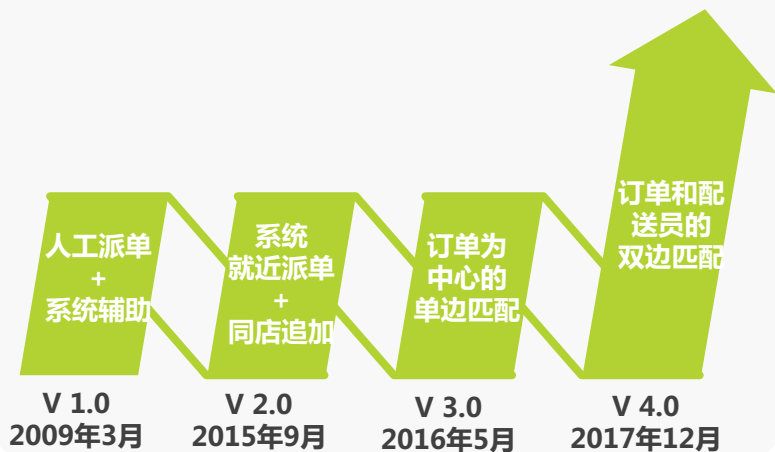 人工派单
+
系统辅助
系统
就近派单
+
同店追加
订单为
中心的
单边匹配
订单和配
送员的
双边匹配
V 1.0
2009年3月
V 2.0
2015年9月
V 3.0
2016年5月
V 4.0
2017年12月